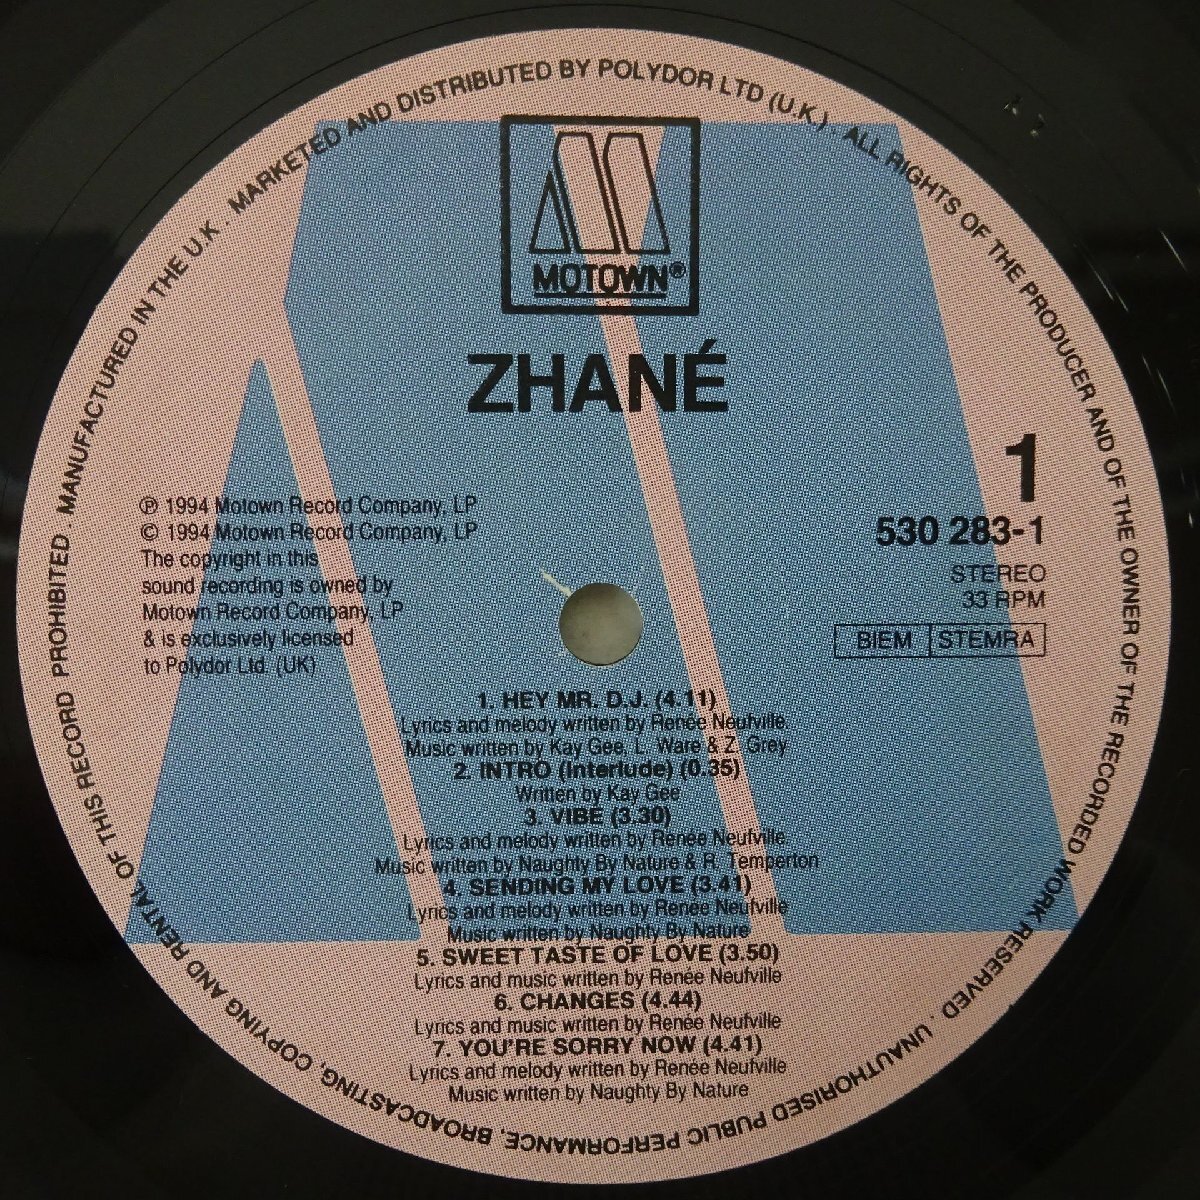 MANUFACTURED IN THE U.K. · MARKETED AND DISTRIBUTED BY POLYDOR LTD (U.K.) · ALL RIGHTS OF THE PRODUCER AND OF THE OWNER OF THE RECORDED WORK RESERVED · UNAUTHORISED PUBLIC PERFORMANCE, BROADCASTING, COPYING AND RENTAL OF THIS RECORD PROHIBITED ·
MOTOWN®
ZHANÉ
1
530 283-1
STEREO
33 RPM
BIEM STEMRA
℗ 1994 Motown Record Company, LP
© 1994 Motown Record Company, LP
The copyright in this
sound recording is owned by
Motown Record Company, LP
& is exclusively licensed
to Polydor Ltd. (UK)
1. HEY MR. D.J. (4.11)
Lyrics and melody written by Renée Neufville.
Music written by Kay Gee, L. Ware & Z. Grey
2. INTRO (Interlude) (0.35)
Written by Kay Gee
3. VIBE (3.30)
Lyrics and melody written by Renée Neufville.
Music written by Naughty By Nature & R. Temperton
4. SENDING MY LOVE (3.41)
Lyrics and melody written by Renée Neufville
Music written by Naughty By Nature
5. SWEET TASTE OF LOVE (3.50)
Lyrics and music written by Renée Neufville
6. CHANGES (4.44)
Lyrics and music written by Renée Neufville
7. YOU'RE SORRY NOW (4.41)
Lyrics and melody written by Renée Neufville
Music written by Naughty By Nature